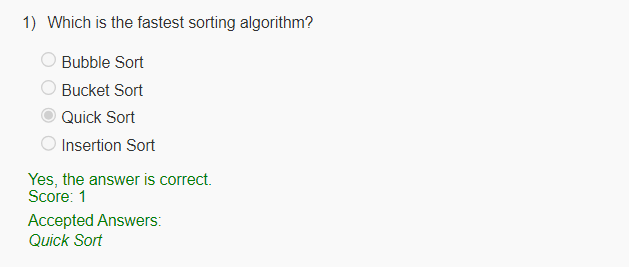 1) Which is the fastest sorting algorithm?
Bubble Sort
Bucket Sort
Quick Sort
Insertion Sort
Yes, the answer is correct.
Score: 1
Accepted Answers:
Quick Sort